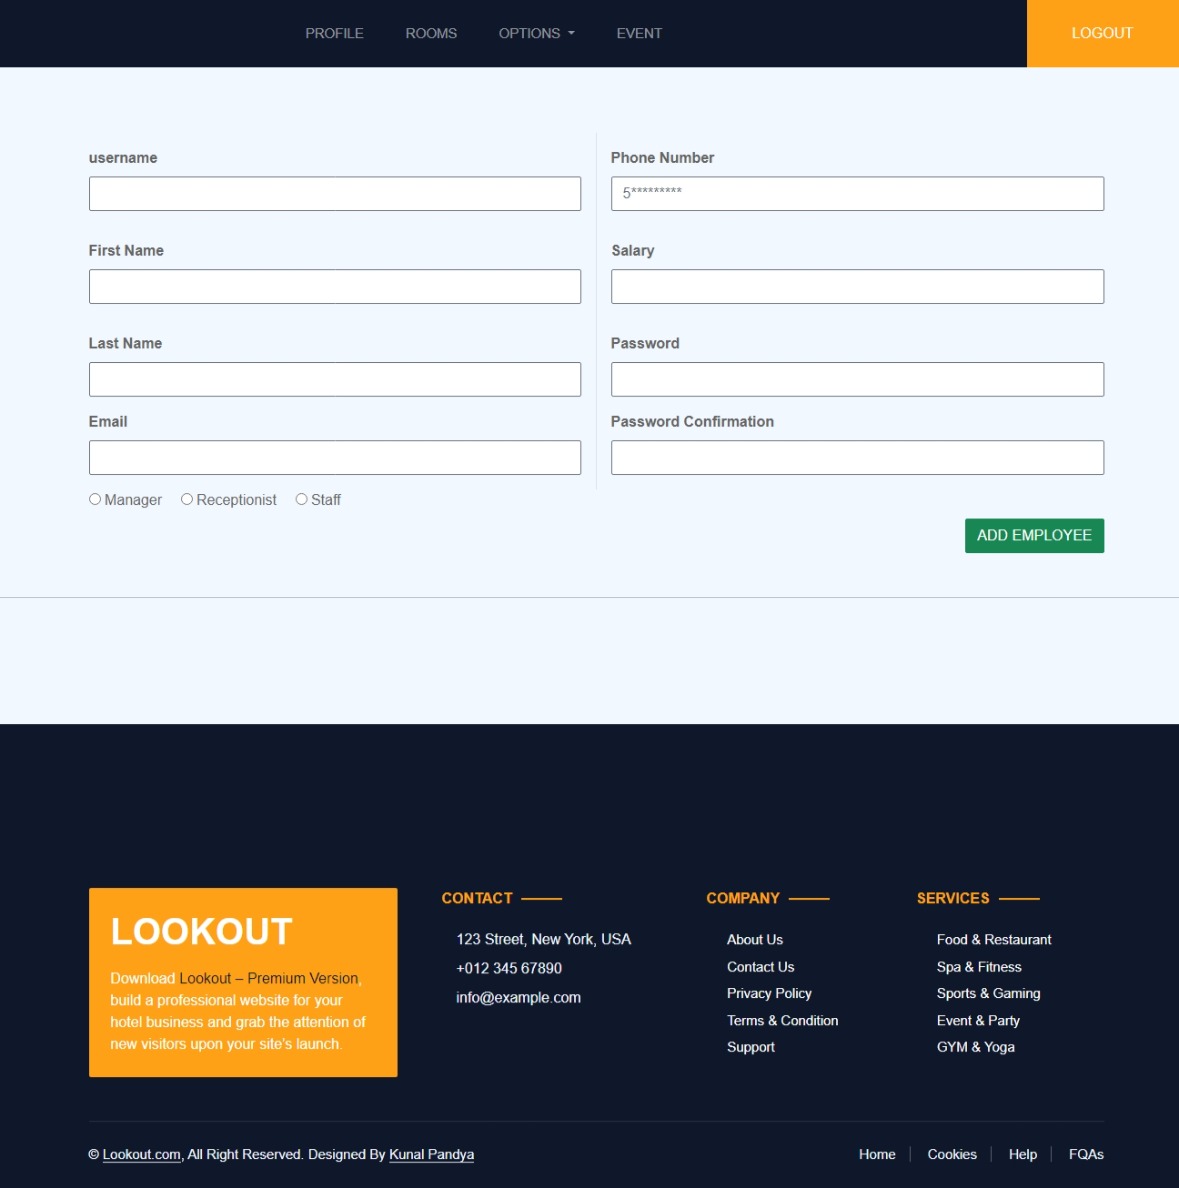 PROFILE ROOMS OPTIONS EVENT LOGOUT
username
Phone Number
5*********
First Name
Salary
Last Name
Password
Email
Password Confirmation
Manager Receptionist Staff
ADD EMPLOYEE
LOOKOUT
Download Lookout – Premium Version,
build a professional website for your
hotel business and grab the attention of
new visitors upon your site's launch.
CONTACT
123 Street, New York, USA
+012 345 67890
info@example.com
COMPANY
About Us
Contact Us
Privacy Policy
Terms & Condition
Support
SERVICES
Food & Restaurant
Spa & Fitness
Sports & Gaming
Event & Party
GYM & Yoga
© Lookout.com, All Right Reserved. Designed By Kunal Pandya
Home Cookies Help FQAs